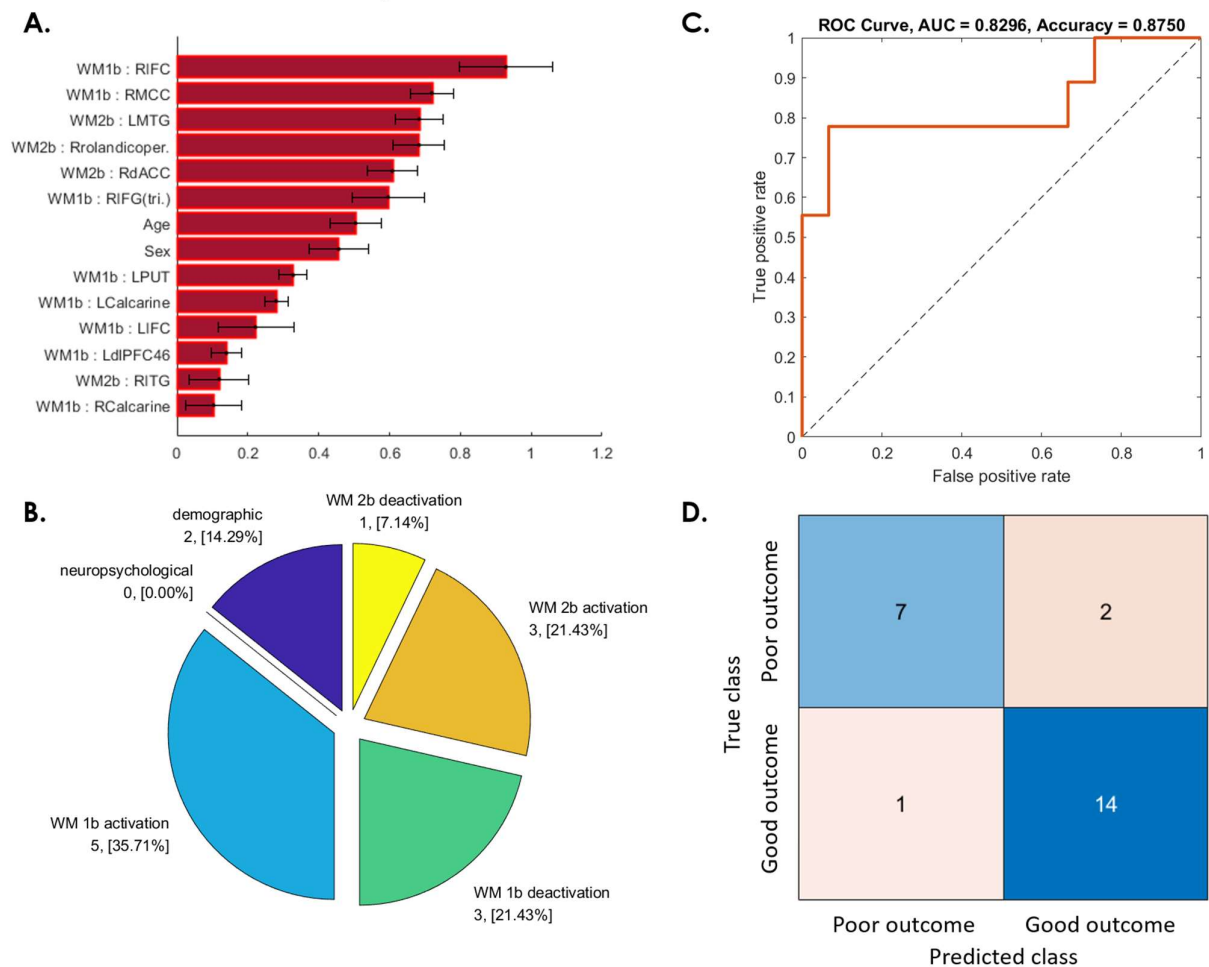 A.
WM1b : RIFC
WM1b : RMCC
WM2b : LMTG
WM2b : Rrolandicoper.
WM2b : RdACC
WM1b : RIFG(tri.)
Age
Sex
WM1b : LPUT
WM1b : LCalcarine
WM1b : LIFC
WM1b : LdlPFC46
WM2b : RITG
WM1b : RCalcarine
0 0.2 0.4 0.6 0.8 1 1.2
B.
WM 2b deactivation
1, [7.14%]
demographic
2, [14.29%]
neuropsychological
0, [0.00%]
WM 2b activation
3, [21.43%]
WM 1b activation
5, [35.71%]
WM 1b deactivation
3, [21.43%]
C.
ROC Curve, AUC = 0.8296, Accuracy = 0.8750
True positive rate
1
0.9
0.8
0.7
0.6
0.5
0.4
0.3
0.2
0.1
0
0 0.2 0.4 0.6 0.8 1
False positive rate
D.
True class
Poor outcome
7 2
Good outcome
1 14
Poor outcome Good outcome
Predicted class